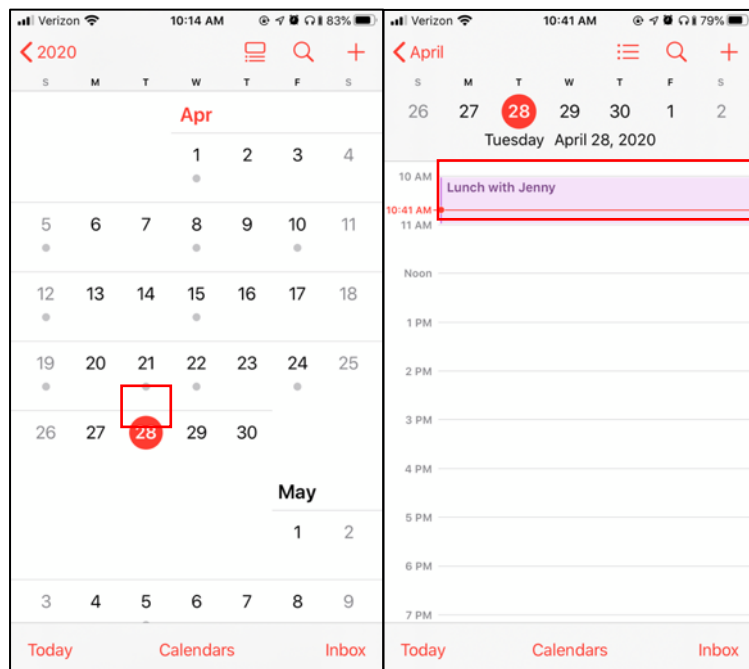 Verizon 10:14 AM 83%
2020
S M T W T F S
Apr
1 2 3 4
5 6 7 8 9 10 11
12 13 14 15 16 17 18
19 20 21 22 23 24 25
26 27 28 29 30
May
1 2
3 4 5 6 7 8 9
Today Calendars Inbox
Verizon 10:41 AM 79%
April
S M T W T F S
26 27 28 29 30 1 2
Tuesday April 28, 2020
10 AM
Lunch with Jenny
10:41 AM
11 AM
Noon
1 PM
2 PM
3 PM
4 PM
5 PM
6 PM
7 PM
Today Calendars Inbox